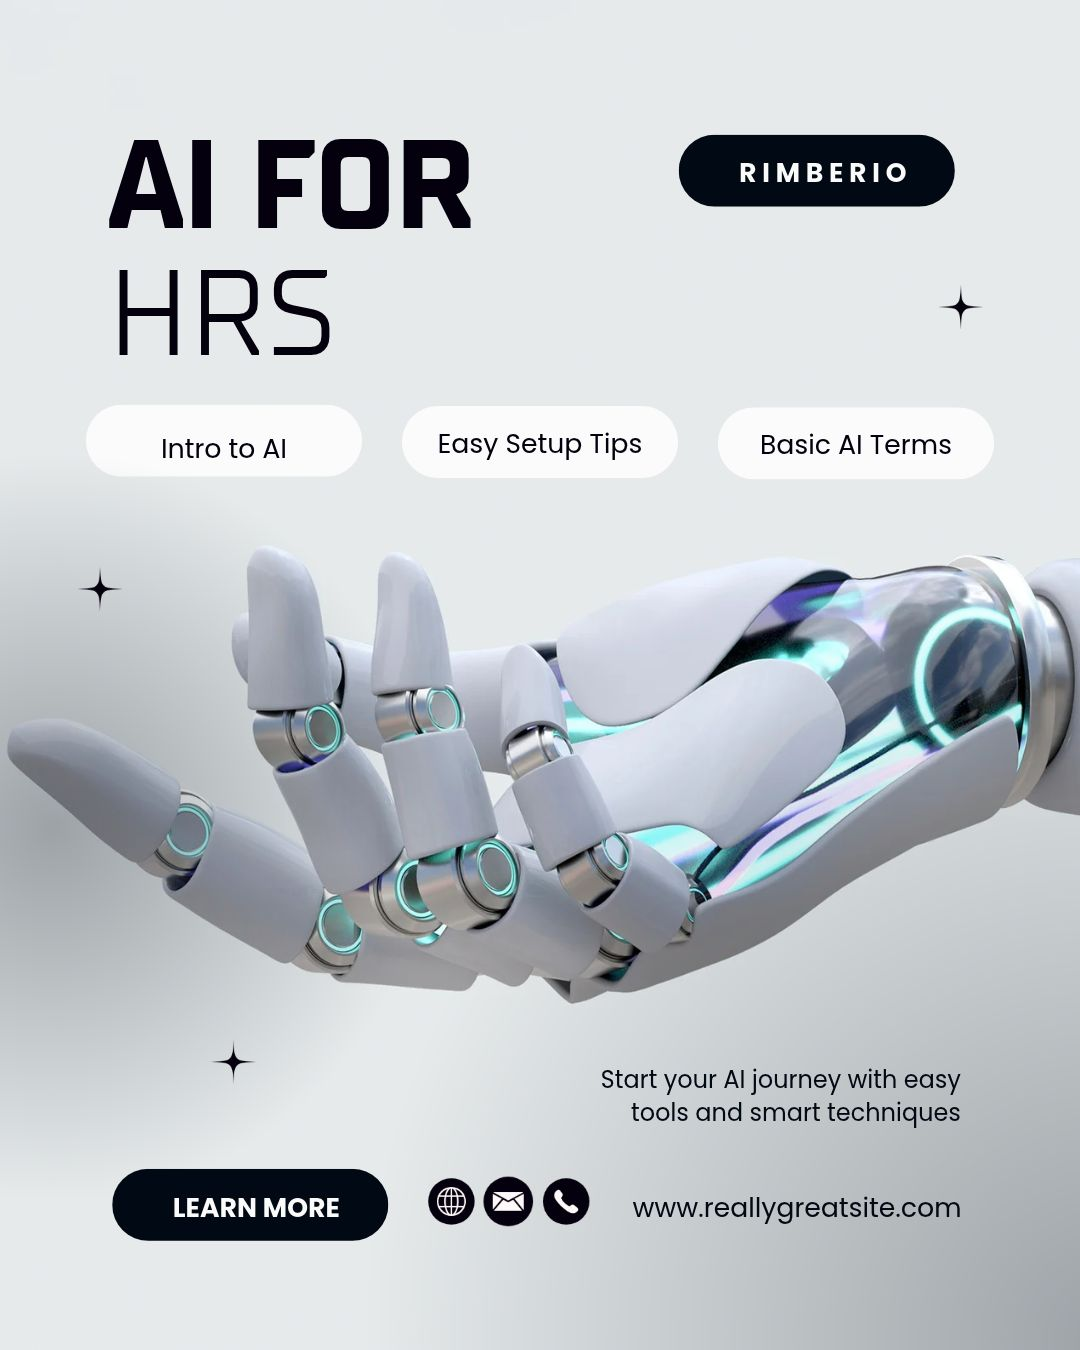 AI FOR
HRS
RIMBERIO
Intro to AI
Easy Setup Tips
Basic AI Terms
Start your AI journey with easy
tools and smart techniques
LEARN MORE
www.reallygreatsite.com